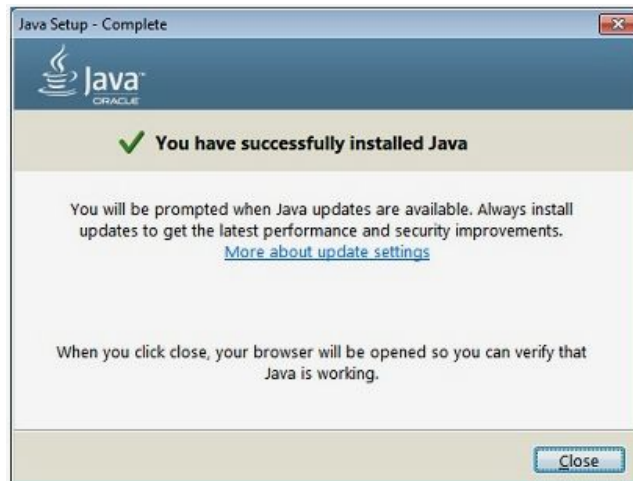 Java Setup - Complete
Java
ORACLE
You have successfully installed Java
You will be prompted when Java updates are available. Always install
updates to get the latest performance and security improvements.
More about update settings
When you click close, your browser will be opened so you can verify that
Java is working.
Close